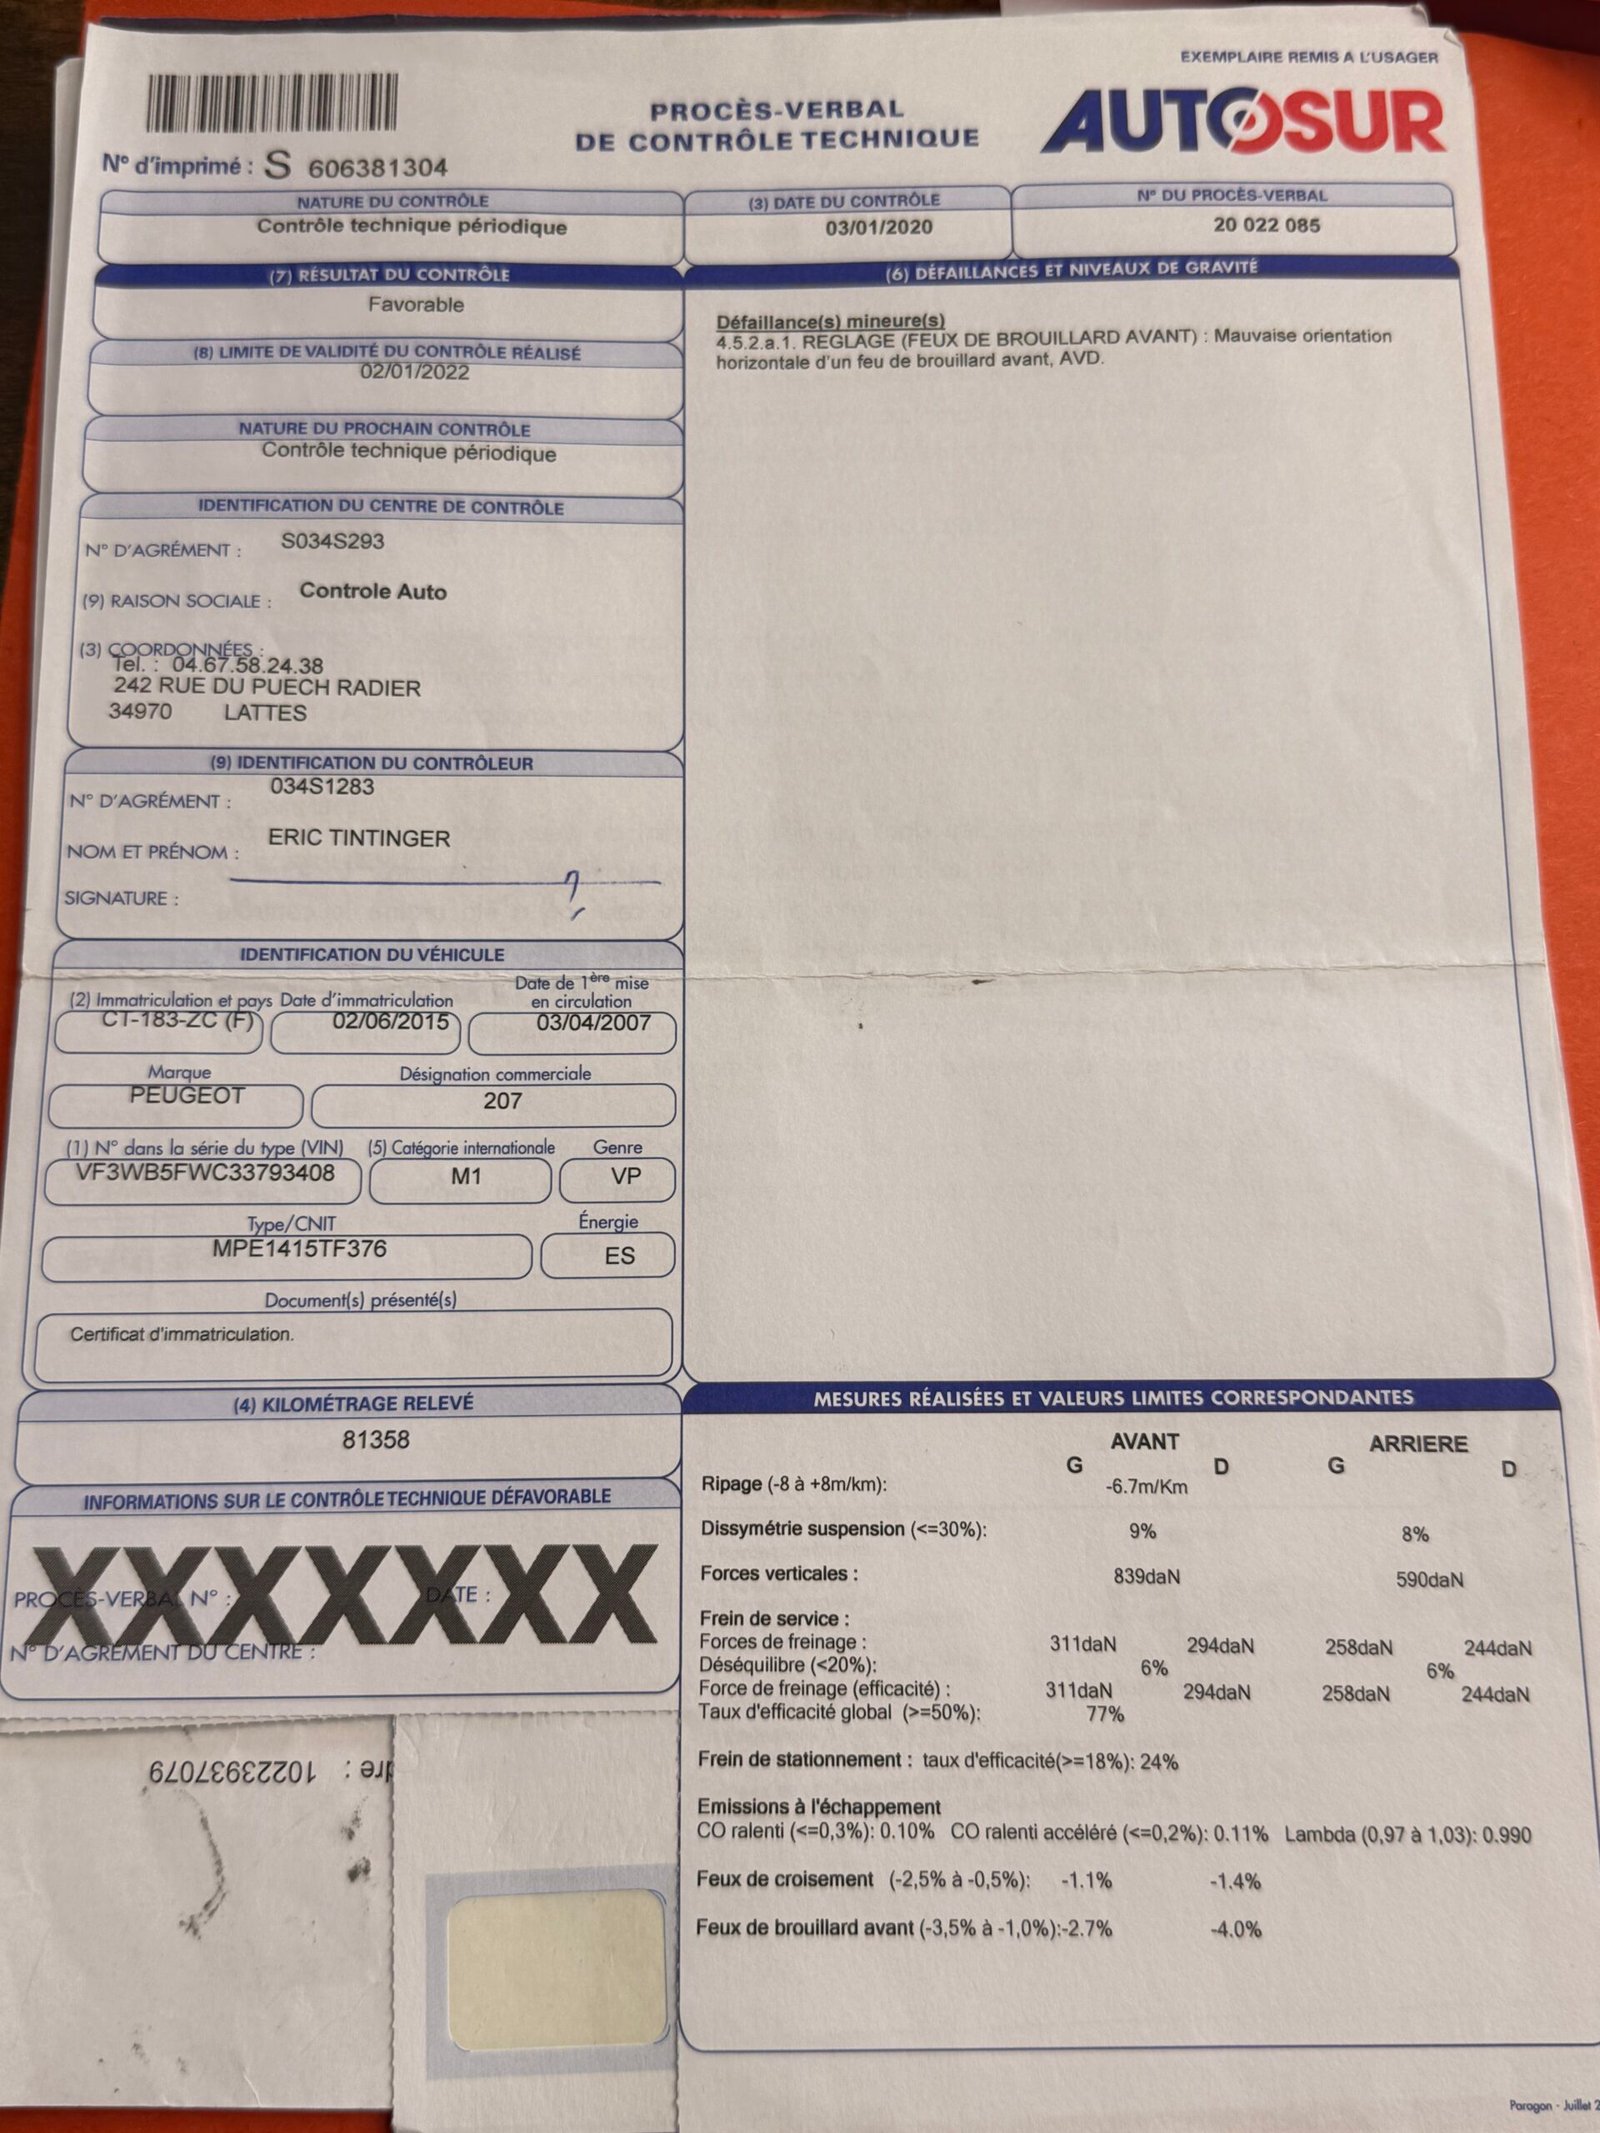 EXEMPLAIRE REMIS A L'USAGER
PROCÈS-VERBAL
DE CONTRÔLE TECHNIQUE
AUTOSUR
N° d'imprimé : S 606381304
NATURE DU CONTRÔLE
Contrôle technique périodique
(3) DATE DU CONTRÔLE
03/01/2020
N° DU PROCÈS-VERBAL
20 022 085
(7) RÉSULTAT DU CONTRÔLE
Favorable
(8) LIMITE DE VALIDITÉ DU CONTRÔLE RÉALISÉ
02/01/2022
NATURE DU PROCHAIN CONTRÔLE
Contrôle technique périodique
IDENTIFICATION DU CENTRE DE CONTRÔLE
N° D'AGRÉMENT : S034S293
(9) RAISON SOCIALE : Controle Auto
(3) COORDONNÉES :
Tel. : 04.67.58.24.38
242 RUE DU PUECH RADIER
34970 LATTES
(9) IDENTIFICATION DU CONTRÔLEUR
N° D'AGRÉMENT : 034S1283
NOM ET PRÉNOM : ERIC TINTINGER
SIGNATURE :
IDENTIFICATION DU VÉHICULE
(2) Immatriculation et pays Date d'immatriculation Date de 1ère mise
en circulation
CT-183-ZC (F) 02/06/2015 03/04/2007
Marque Désignation commerciale
PEUGEOT 207
(1) N° dans la série du type (VIN) (5) Catégorie internationale Genre
VF3WB5FWC33793408 M1 VP
Type/CNIT Énergie
MPE1415TF376 ES
Document(s) présenté(s)
Certificat d'immatriculation.
(4) KILOMÉTRAGE RELEVÉ
81358
INFORMATIONS SUR LE CONTRÔLE TECHNIQUE DÉFAVORABLE
XXXXXXX
PROCÈS-VERBAL N° : DATE :
N° D'AGRÉMENT DU CENTRE :
(6) DÉFAILLANCES ET NIVEAUX DE GRAVITÉ
Défaillance(s) mineure(s)
4.5.2.a.1. REGLAGE (FEUX DE BROUILLARD AVANT) : Mauvaise orientation
horizontale d'un feu de brouillard avant, AVD.
MESURES RÉALISÉES ET VALEURS LIMITES CORRESPONDANTES
AVANT ARRIERE
G D G D
Ripage (-8 à +8m/km): -6.7m/Km
Dissymétrie suspension (<=30%): 9% 8%
Forces verticales : 839daN 590daN
Frein de service :
Forces de freinage : 311daN 294daN 258daN 244daN
Déséquilibre (<20%): 6% 6%
Force de freinage (efficacité) : 311daN 294daN 258daN 244daN
Taux d'efficacité global (>=50%): 77%
Frein de stationnement : taux d'efficacité(>=18%): 24%
Emissions à l'échappement
CO ralenti (<=0,3%): 0.10% CO ralenti accéléré (<=0,2%): 0.11% Lambda (0,97 à 1,03): 0.990
Feux de croisement (-2,5% à -0,5%): -1.1% -1.4%
Feux de brouillard avant (-3,5% à -1,0%):-2.7% -4.0%
dre : 10223937079
Paragon - Juillet 2